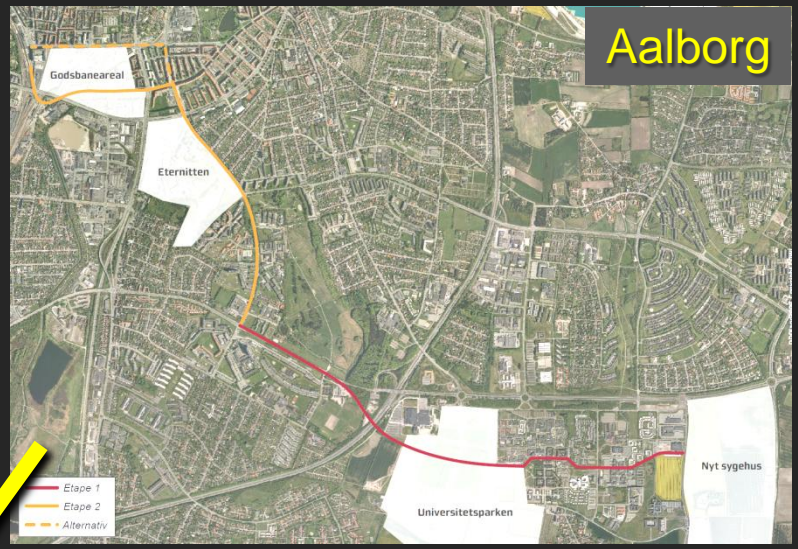 Aalborg
Godsbaneareal
Eternitten
Nyt sygehus
Universitetsparken
Etape 1
Etape 2
Alternativ